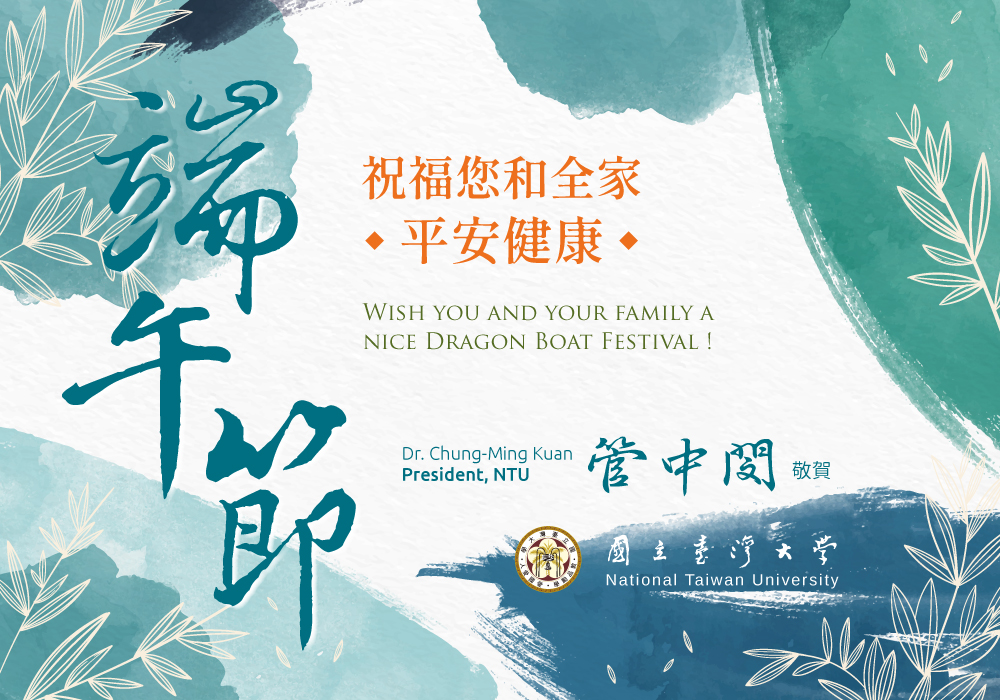 端午節
祝福您和全家
◆ 平安健康 ◆
WISH YOU AND YOUR FAMILY A
NICE DRAGON BOAT FESTIVAL !
Dr. Chung-Ming Kuan
President, NTU
管中閔 敬賀
國立臺灣大學
National Taiwan University